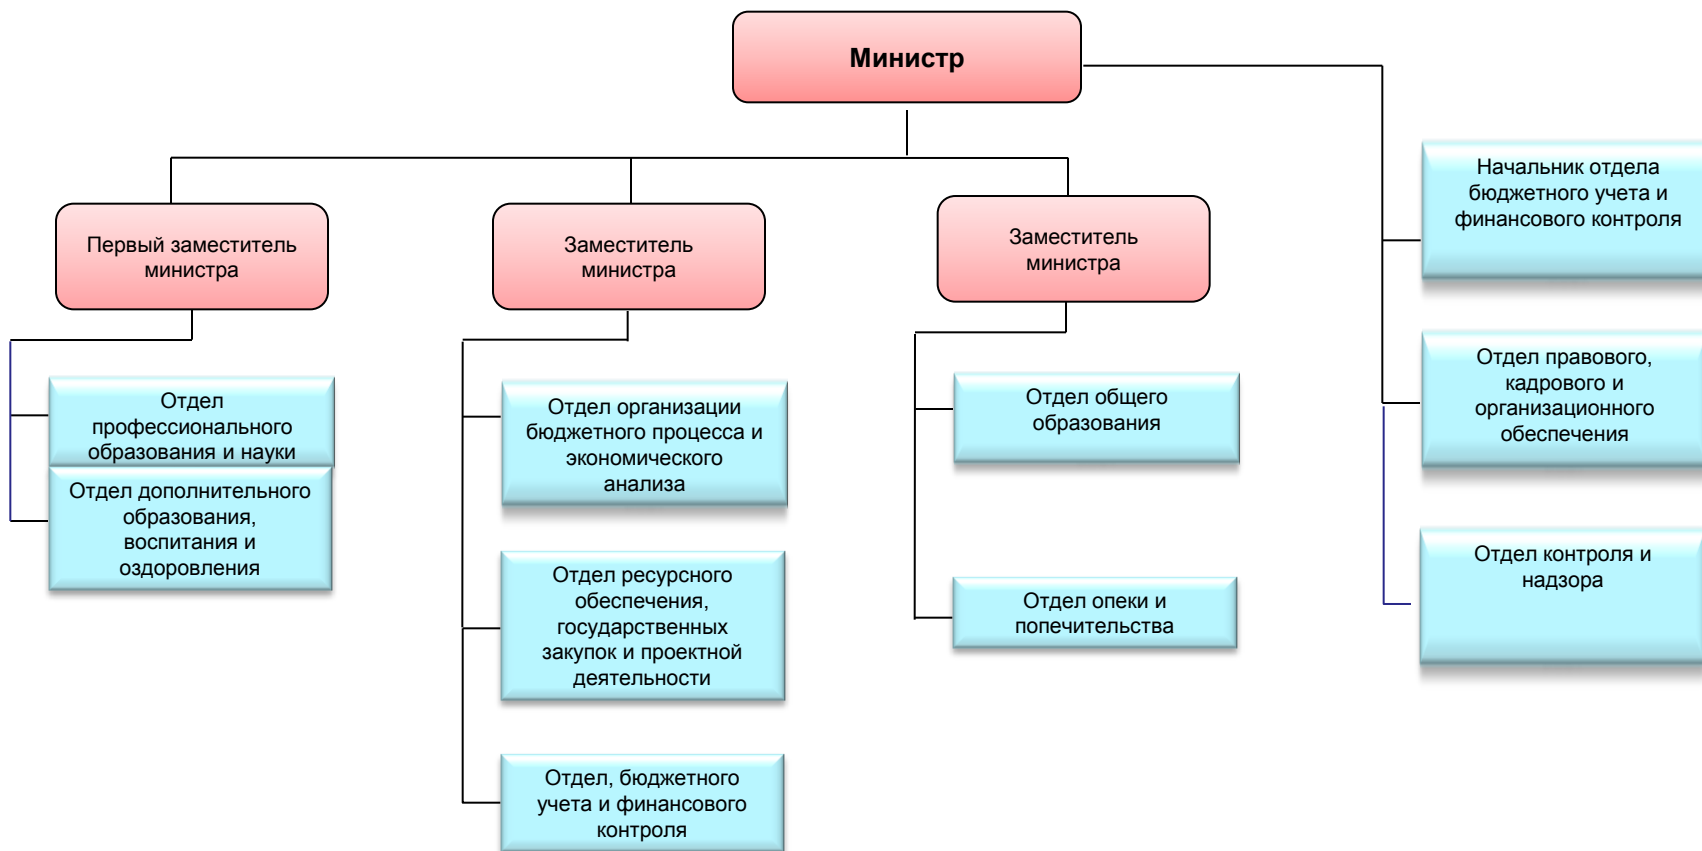 Министр
Первый заместитель
министра
Отдел
профессионального
образования и науки
Отдел дополнительного
образования,
воспитания и
оздоровления
Заместитель
министра
Отдел организации
бюджетного процесса и
экономического
анализа
Отдел ресурсного
обеспечения,
государственных
закупок и проектной
деятельности
Отдел, бюджетного
учета и финансового
контроля
Заместитель
министра
Отдел общего
образования
Отдел опеки и
попечительства
Начальник отдела
бюджетного учета и
финансового контроля
Отдел правового,
кадрового и
организационного
обеспечения
Отдел контроля и
надзора